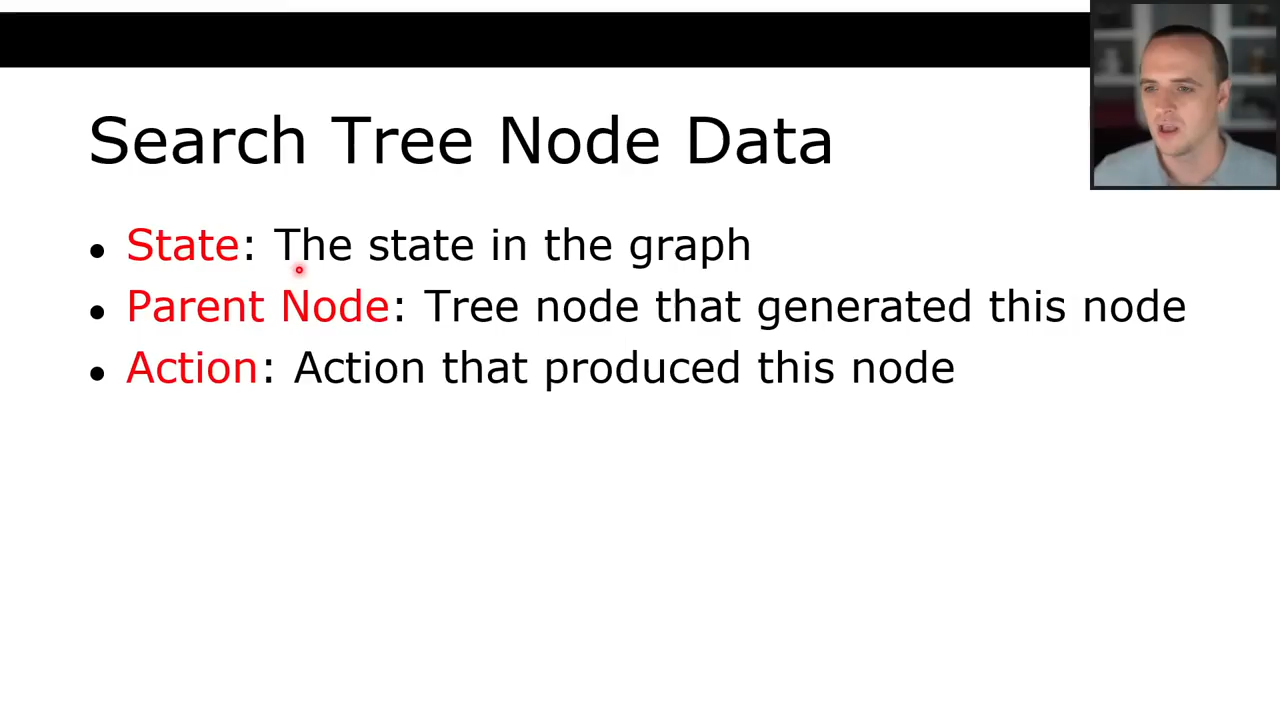 Search Tree Node Data
• State: The state in the graph
• Parent Node: Tree node that generated this node
• Action: Action that produced this node